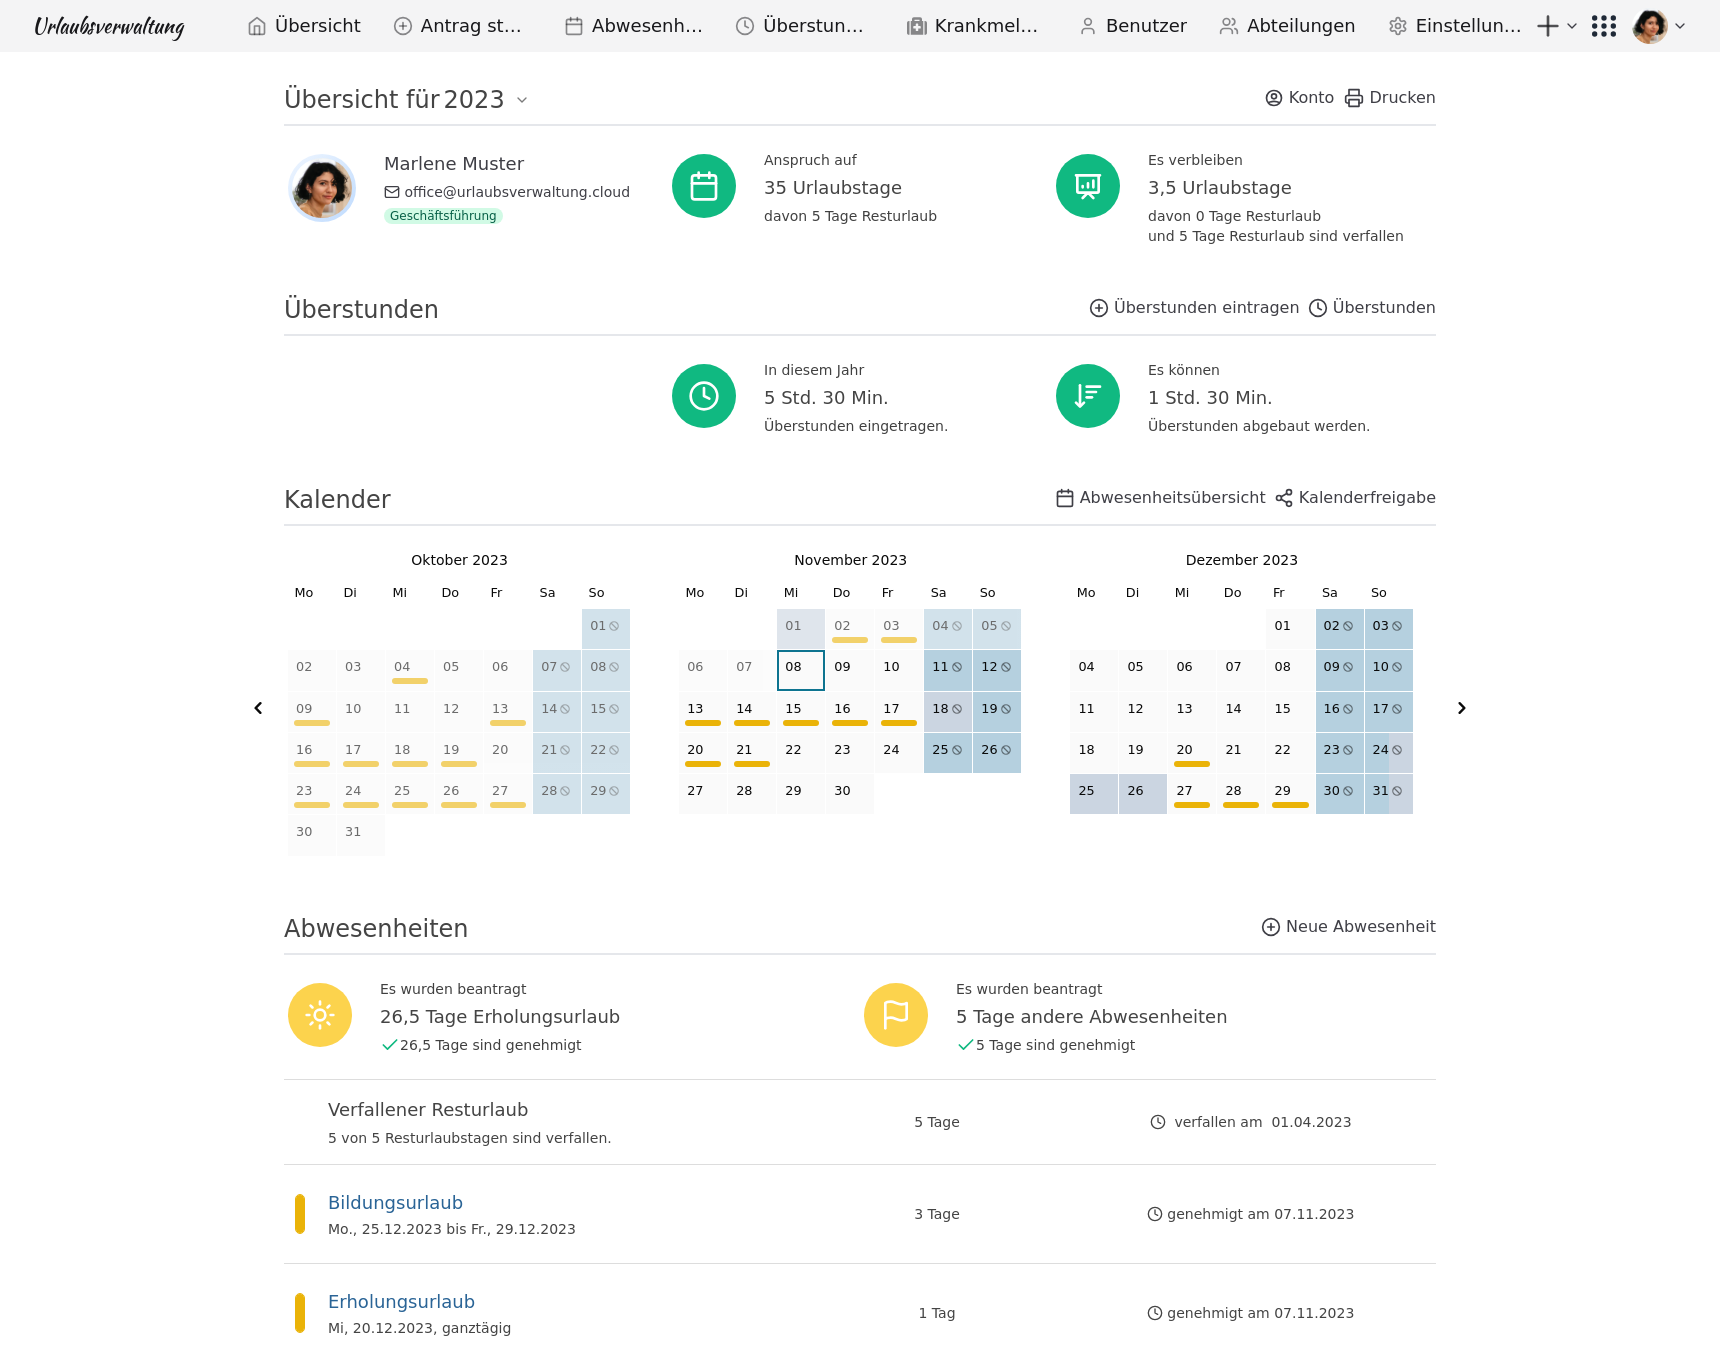 Urlaubsverwaltung Übersicht Antrag st… Abwesenh… Überstun… Krankmel… Benutzer Abteilungen Einstellun…
Übersicht für 2023 Konto Drucken
Marlene Muster
office@urlaubsverwaltung.cloud
Geschäftsführung
Anspruch auf
35 Urlaubstage
davon 5 Tage Resturlaub
Es verbleiben
3,5 Urlaubstage
davon 0 Tage Resturlaub
und 5 Tage Resturlaub sind verfallen
Überstunden Überstunden eintragen Überstunden
In diesem Jahr
5 Std. 30 Min.
Überstunden eingetragen.
Es können
1 Std. 30 Min.
Überstunden abgebaut werden.
Kalender Abwesenheitsübersicht Kalenderfreigabe
Oktober 2023
Mo Di Mi Do Fr Sa So
01
02 03 04 05 06 07 08
09 10 11 12 13 14 15
16 17 18 19 20 21 22
23 24 25 26 27 28 29
30 31
November 2023
Mo Di Mi Do Fr Sa So
01 02 03 04 05
06 07 08 09 10 11 12
13 14 15 16 17 18 19
20 21 22 23 24 25 26
27 28 29 30
Dezember 2023
Mo Di Mi Do Fr Sa So
01 02 03
04 05 06 07 08 09 10
11 12 13 14 15 16 17
18 19 20 21 22 23 24
25 26 27 28 29 30 31
Abwesenheiten Neue Abwesenheit
Es wurden beantragt
26,5 Tage Erholungsurlaub
26,5 Tage sind genehmigt
Es wurden beantragt
5 Tage andere Abwesenheiten
5 Tage sind genehmigt
Verfallener Resturlaub
5 von 5 Resturlaubstagen sind verfallen.
5 Tage
verfallen am 01.04.2023
Bildungsurlaub
Mo., 25.12.2023 bis Fr., 29.12.2023
3 Tage
genehmigt am 07.11.2023
Erholungsurlaub
Mi, 20.12.2023, ganztägig
1 Tag
genehmigt am 07.11.2023